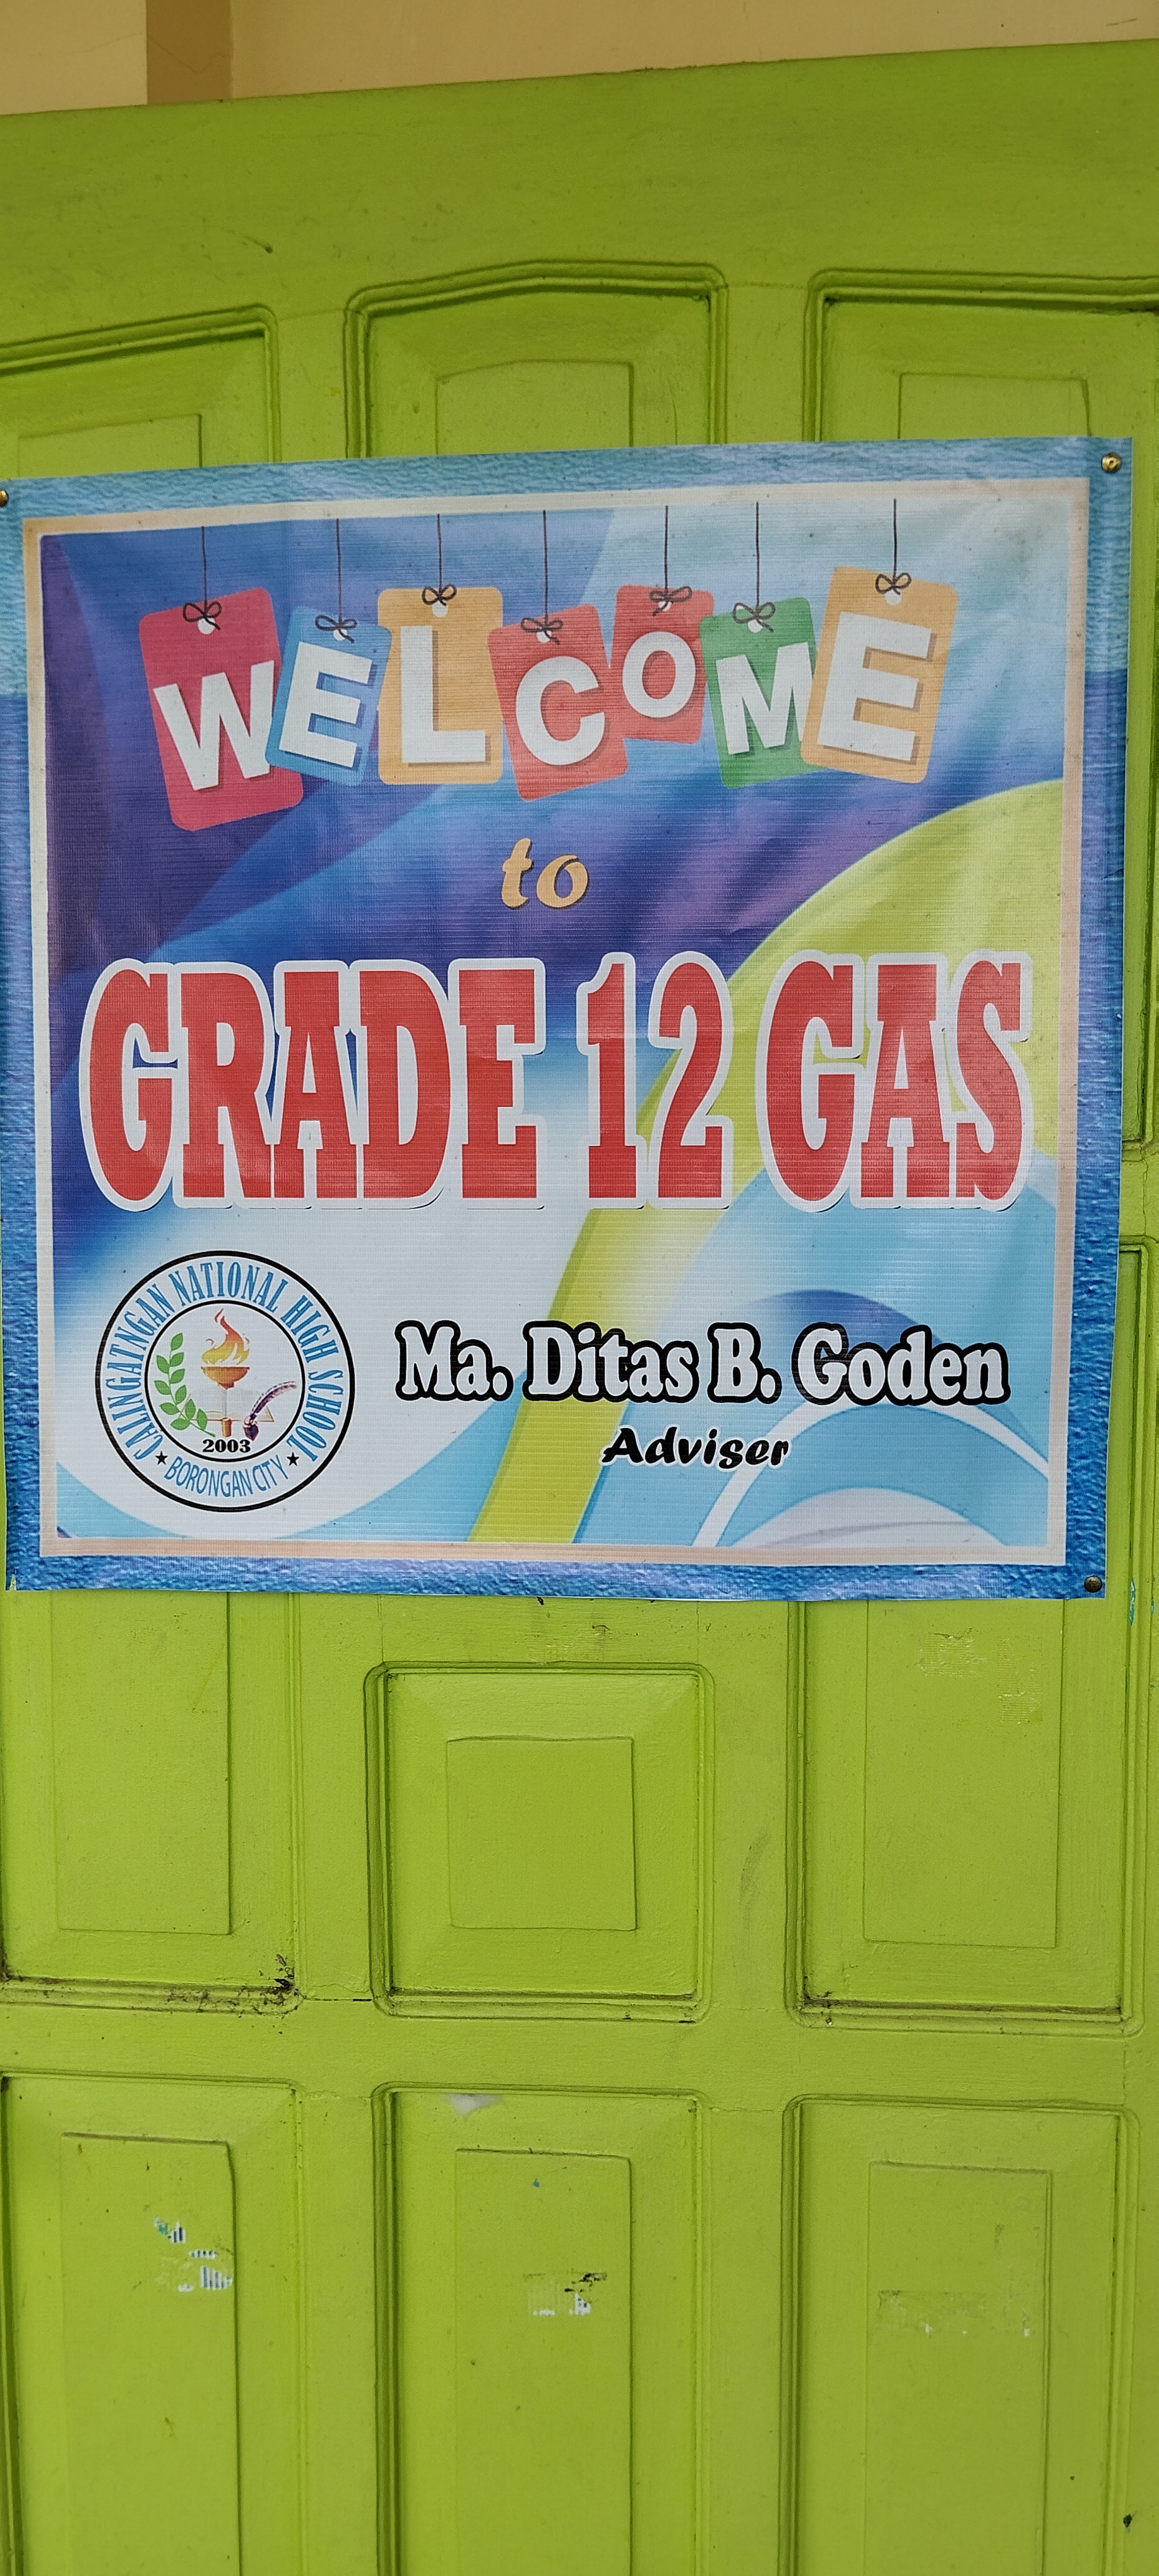 WELCOME
to
GRADE 12 GAS
CALINGATNGAN NATIONAL HIGH SCHOOL
2003
★ BORONGAN CITY ★
Ma. Ditas B. Goden
Adviser